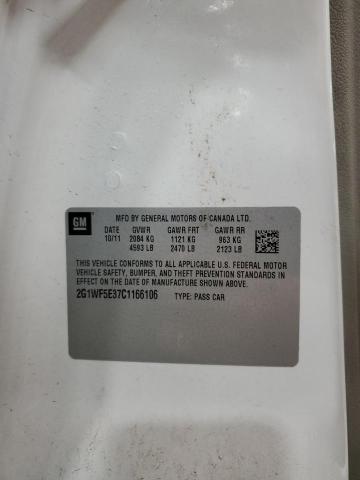 GM
MFD BY GENERAL MOTORS OF CANADA LTD.
DATE GVWR GAWR FRT GAWR RR
10/11 2084 KG 1121 KG 963 KG
4593 LB 2470 LB 2123 LB
THIS VEHICLE CONFORMS TO ALL APPLICABLE U.S. FEDERAL MOTOR
VEHICLE SAFETY, BUMPER, AND THEFT PREVENTION STANDARDS IN
EFFECT ON THE DATE OF MANUFACTURE SHOWN ABOVE.
2G1WF5E37C1166106 TYPE: PASS CAR